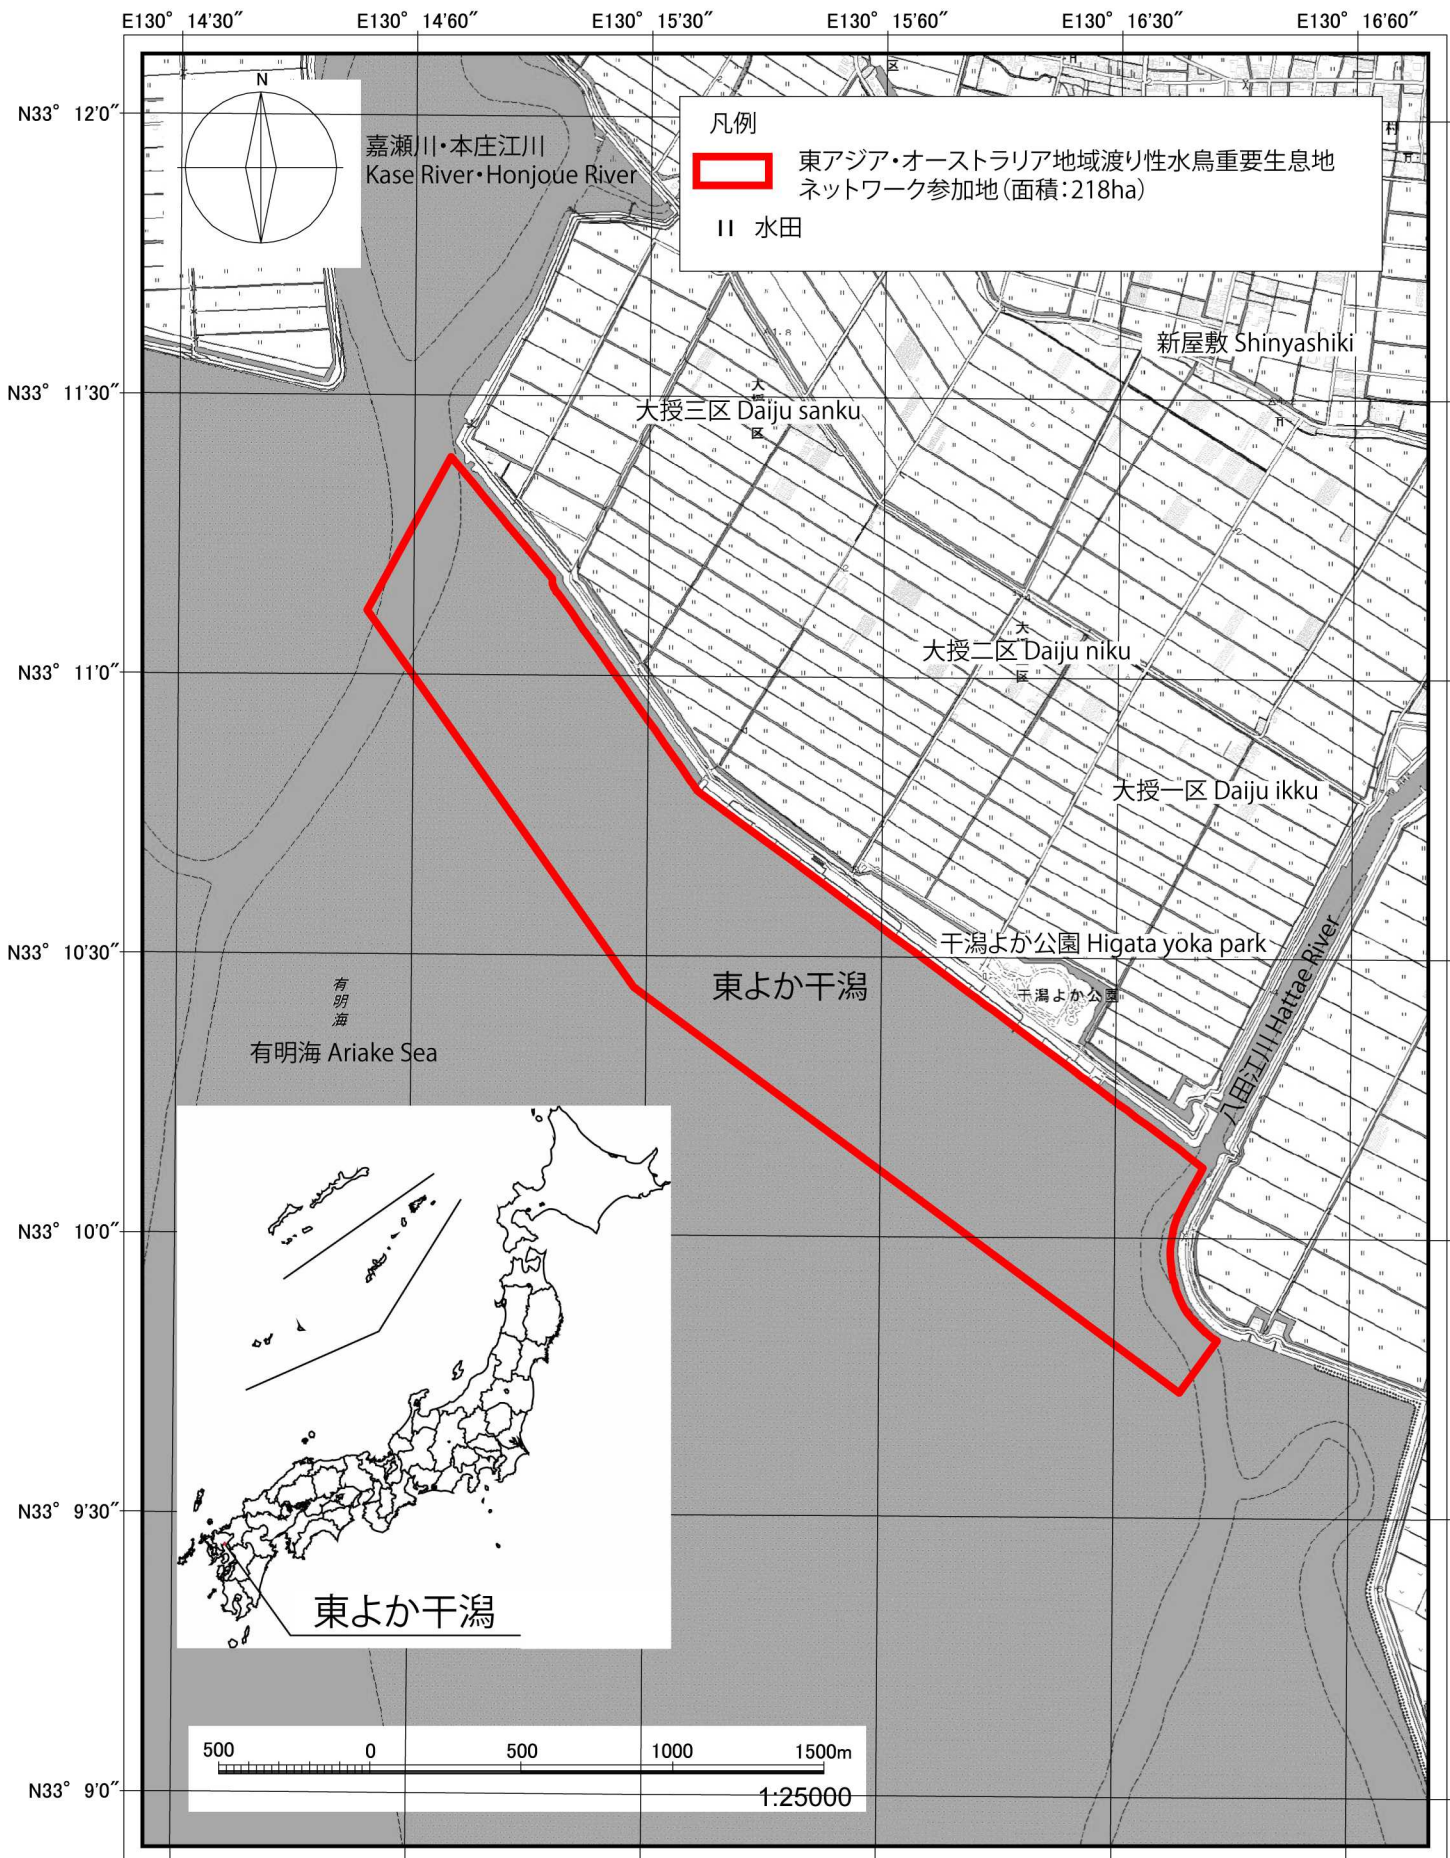 E130° 14′30″
E130° 14′60″
E130° 15′30″
E130° 15′60″
E130° 16′30″
E130° 16′60″
N33° 12′0″
N33° 11′30″
N33° 11′0″
N33° 10′30″
N33° 10′0″
N33° 9′30″
N33° 9′0″
N
嘉瀬川・本庄江川
Kase River・Honjoue River
凡例
東アジア・オーストラリア地域渡り性水鳥重要生息地
ネットワーク参加地（面積：218ha）
水田
区
村
新屋敷 Shinyashiki
大授三区 Daiju sanku
大授二区 Daiju niku
大授一区 Daiju ikku
干潟よか公園 Higata yoka park
干潟よか公園
八田江川 Hattae River
東よか干潟
有明海
有明海 Ariake Sea
東よか干潟
500 0 500 1000 1500m
1:25000